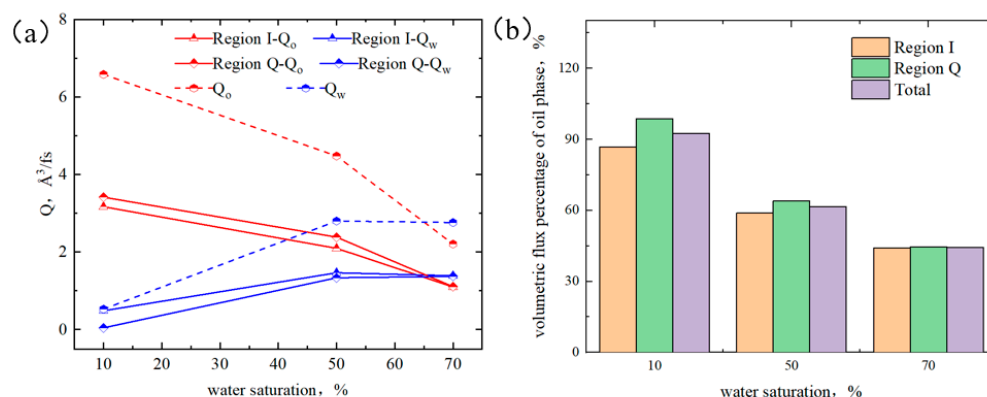 (a)
Region I-Qo Region I-Qw
Region Q-Qo Region Q-Qw
Qo Qw
8
6
4
2
0
Q, Å³/fs
10 20 30 40 50 60 70
water saturation, %
(b)
Region I
Region Q
Total
120
90
60
30
0
volumetric flux percentage of oil phase, %
10 50 70
water saturation, %